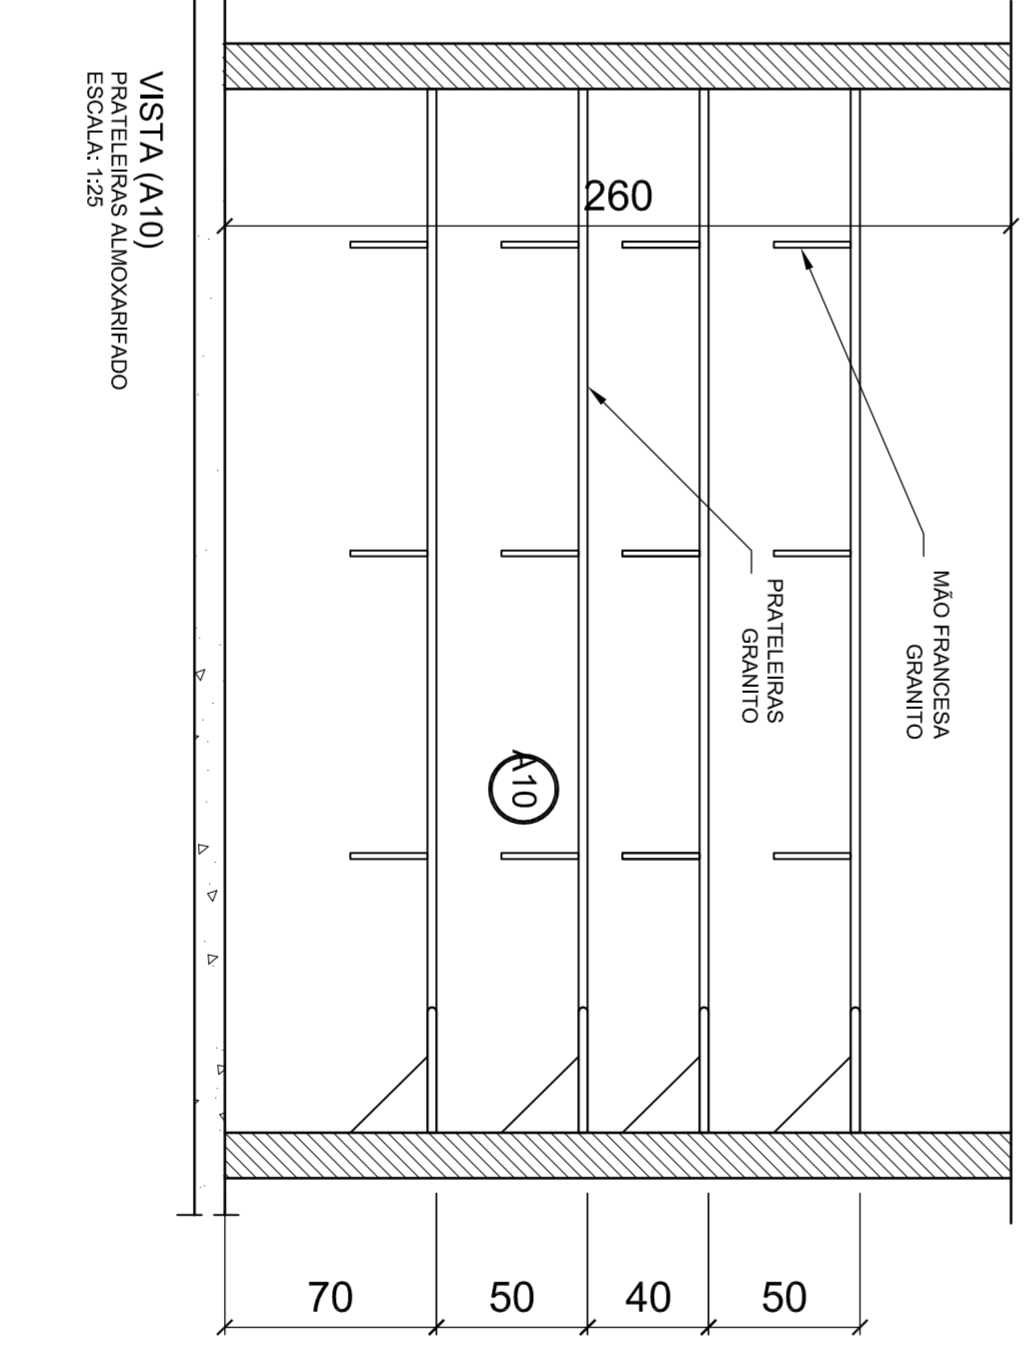 VISTA (A10)
PRATELEIRAS ALMOXARIFADO
ESCALA: 1:25
260
MÃO FRANCESA
GRANITO
PRATELEIRAS
GRANITO
A10
70
50
40
50